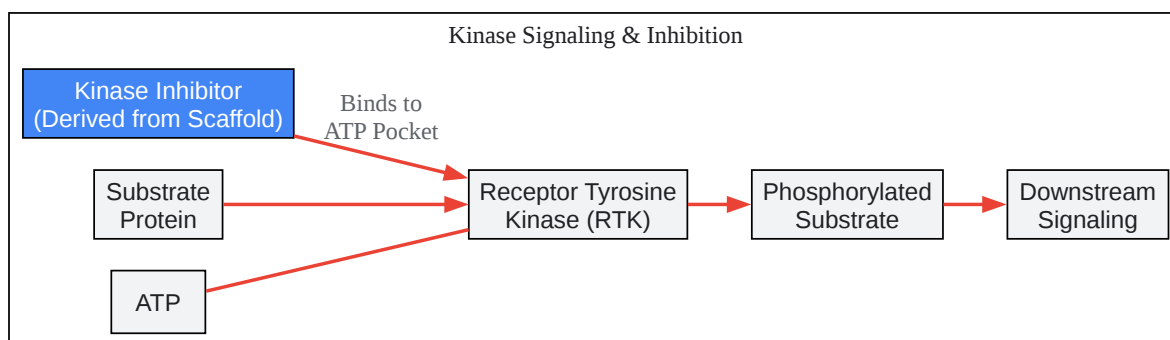 Kinase Signaling & Inhibition
Kinase Inhibitor
(Derived from Scaffold)
Binds to
ATP Pocket
Substrate
Protein
Receptor Tyrosine
Kinase (RTK)
Phosphorylated
Substrate
Downstream
Signaling
ATP